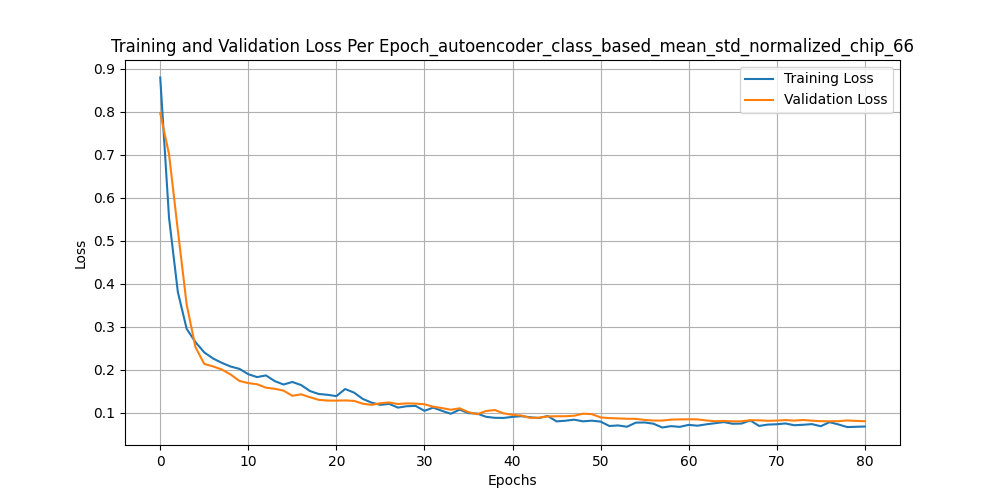 Training and Validation Loss Per Epoch_autoencoder_class_based_mean_std_normalized_chip_66
Training Loss
Validation Loss
Loss
0.9
0.8
0.7
0.6
0.5
0.4
0.3
0.2
0.1
0 10 20 30 40 50 60 70 80
Epochs